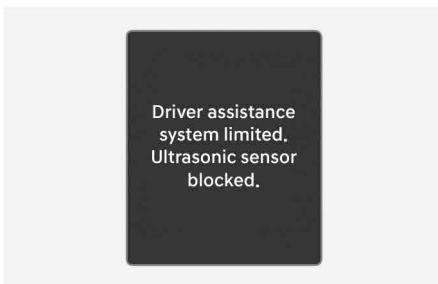 Driver assistance
system limited.
Ultrasonic sensor
blocked.